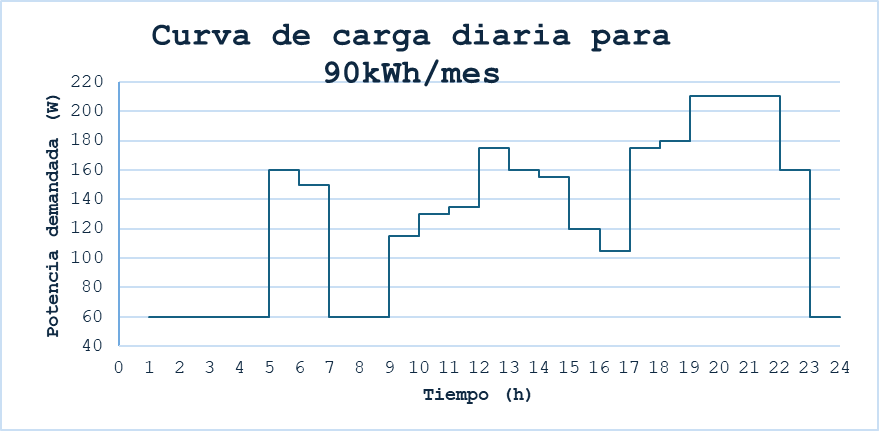 Curva de carga diaria para
90kWh/mes
Potencia demandada (W)
220
200
180
160
140
120
100
80
60
40
0 1 2 3 4 5 6 7 8 9 10 11 12 13 14 15 16 17 18 19 20 21 22 23 24
Tiempo (h)